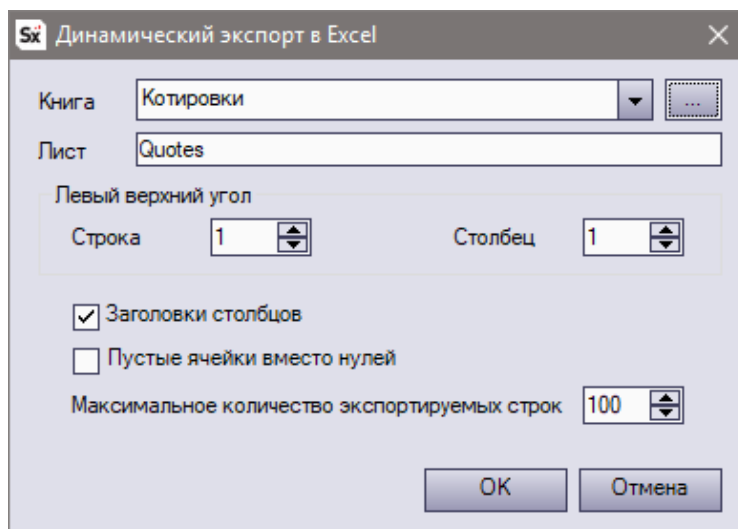 Sx Динамический экспорт в Excel
Книга Котировки ...
Лист Quotes
Левый верхний угол
Строка 1 Столбец 1
Заголовки столбцов
Пустые ячейки вместо нулей
Максимальное количество экспортируемых строк 100
OK Отмена